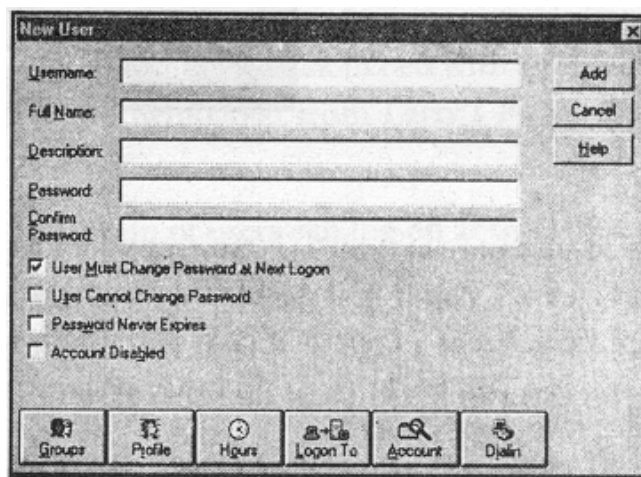 New User
Username:
Add
Full Name:
Cancel
Description:
Help
Password:
Confirm
Password:
User Must Change Password at Next Logon
User Cannot Change Password
Password Never Expires
Account Disabled
Groups
Profile
Hours
Logon To
Account
Dialin